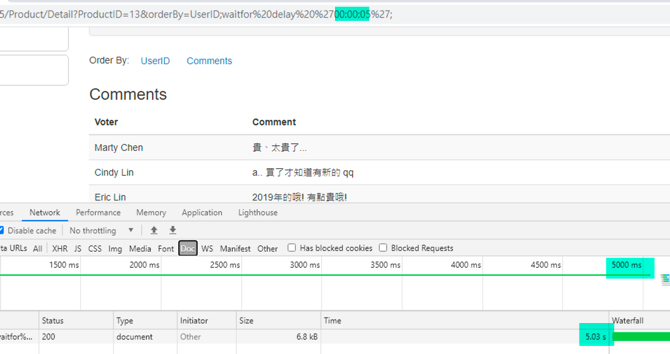 5/Product/Detail?ProductID=13&orderBy=UserID;waitfor%20delay%20%2700:00:05%27;
Order By: UserID Comments
Comments
Voter Comment
Marty Chen 貴、太貴了...
Cindy Lin a.. 買了才知道有新的 qq
Eric Lin 2019年的哦! 有點貴哦!
rces Network Performance Memory Application Lighthouse
Disable cache No throttling
ta URLs All XHR JS CSS Img Media Font Doc WS Manifest Other Has blocked cookies Blocked Requests
1500 ms 2000 ms 2500 ms 3000 ms 3500 ms 4000 ms 4500 ms 5000 ms
Status Type Initiator Size Time Waterfall
waitfor%... 200 document Other 6.8 kB 5.03 s